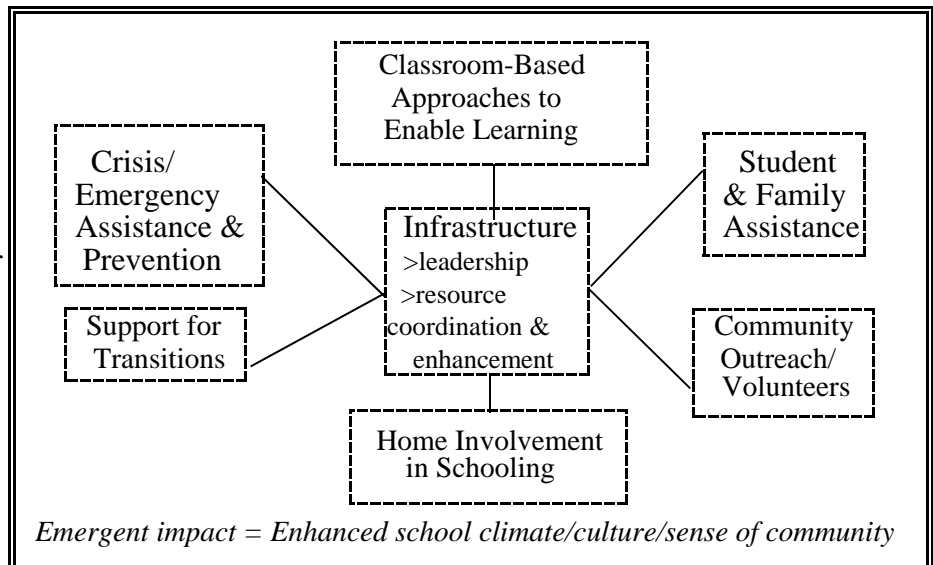 Classroom-Based
Approaches to
Enable Learning
Crisis/
Emergency
Assistance &
Prevention
Student
& Family
Assistance
Infrastructure
>leadership
>resource
coordination &
enhancement
Support for
Transitions
Community
Outreach/
Volunteers
Home Involvement
in Schooling
Emergent impact = Enhanced school climate/culture/sense of community